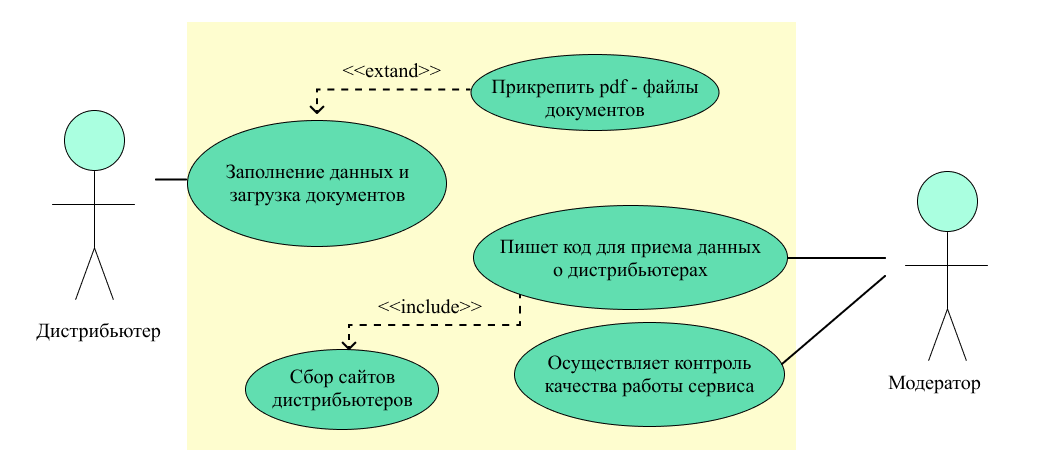 <<extand>>
Прикрепить pdf - файлы
документов
Заполнение данных и
загрузка документов
Дистрибьютер
Пишет код для приема данных
о дистрибьютерах
<<include>>
Сбор сайтов
дистрибьютеров
Осуществляет контроль
качества работы сервиса
Модератор